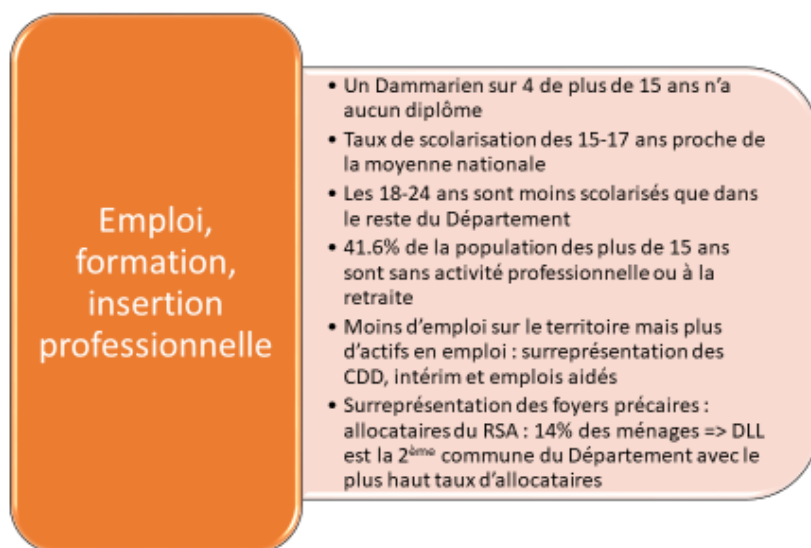 Emploi,
formation,
insertion
professionnelle
• Un Dammarien sur 4 de plus de 15 ans n'a
aucun diplôme
• Taux de scolarisation des 15-17 ans proche de
la moyenne nationale
• Les 18-24 ans sont moins scolarisés que dans
le reste du Département
• 41.6% de la population des plus de 15 ans
sont sans activité professionnelle ou à la
retraite
• Moins d'emploi sur le territoire mais plus
d'actifs en emploi : surreprésentation des
CDD, intérim et emplois aidés
• Surreprésentation des foyers précaires :
allocataires du RSA : 14% des ménages => DLL
est la 2ème commune du Département avec le
plus haut taux d'allocataires